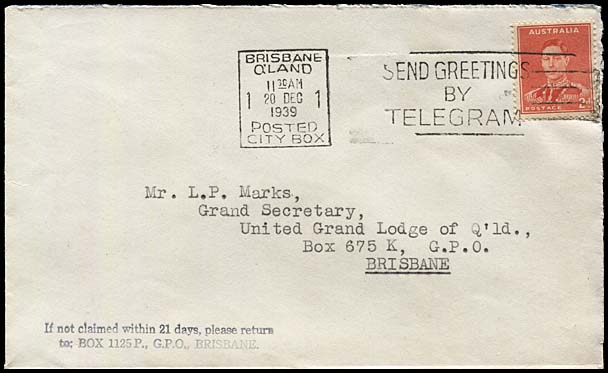 BRISBANE
Q'LAND
11 30 AM
1 20 DEC 1
1939
POSTED
CITY BOX
SEND GREETINGS
BY
TELEGRAM
AUSTRALIA
POSTAGE 2d
Mr. L.P. Marks,
Grand Secretary,
United Grand Lodge of Q'ld.,
Box 675 K, G.P.O.
BRISBANE
If not claimed within 21 days, please return
to: BOX 1125 P., G.P.O., BRISBANE.